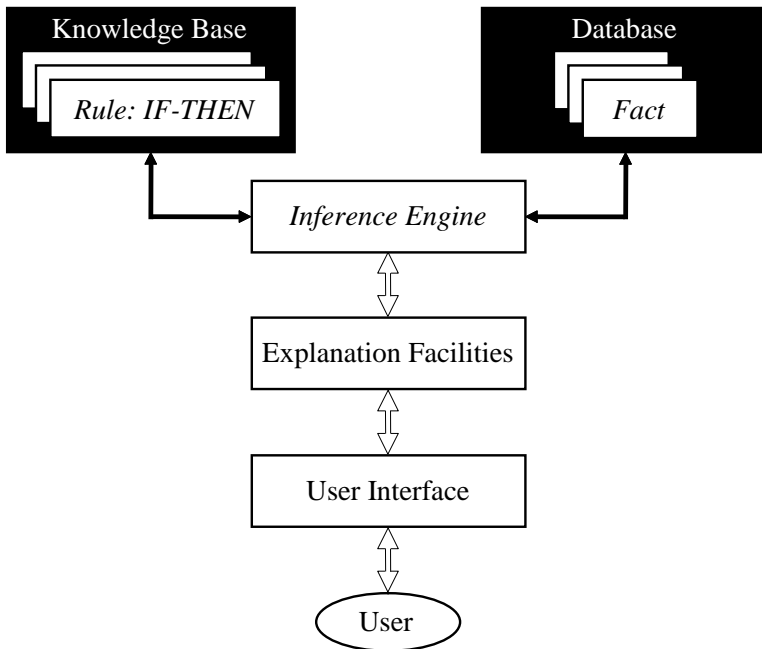 Knowledge Base
Rule: IF-THEN
Database
Fact
Inference Engine
Explanation Facilities
User Interface
User